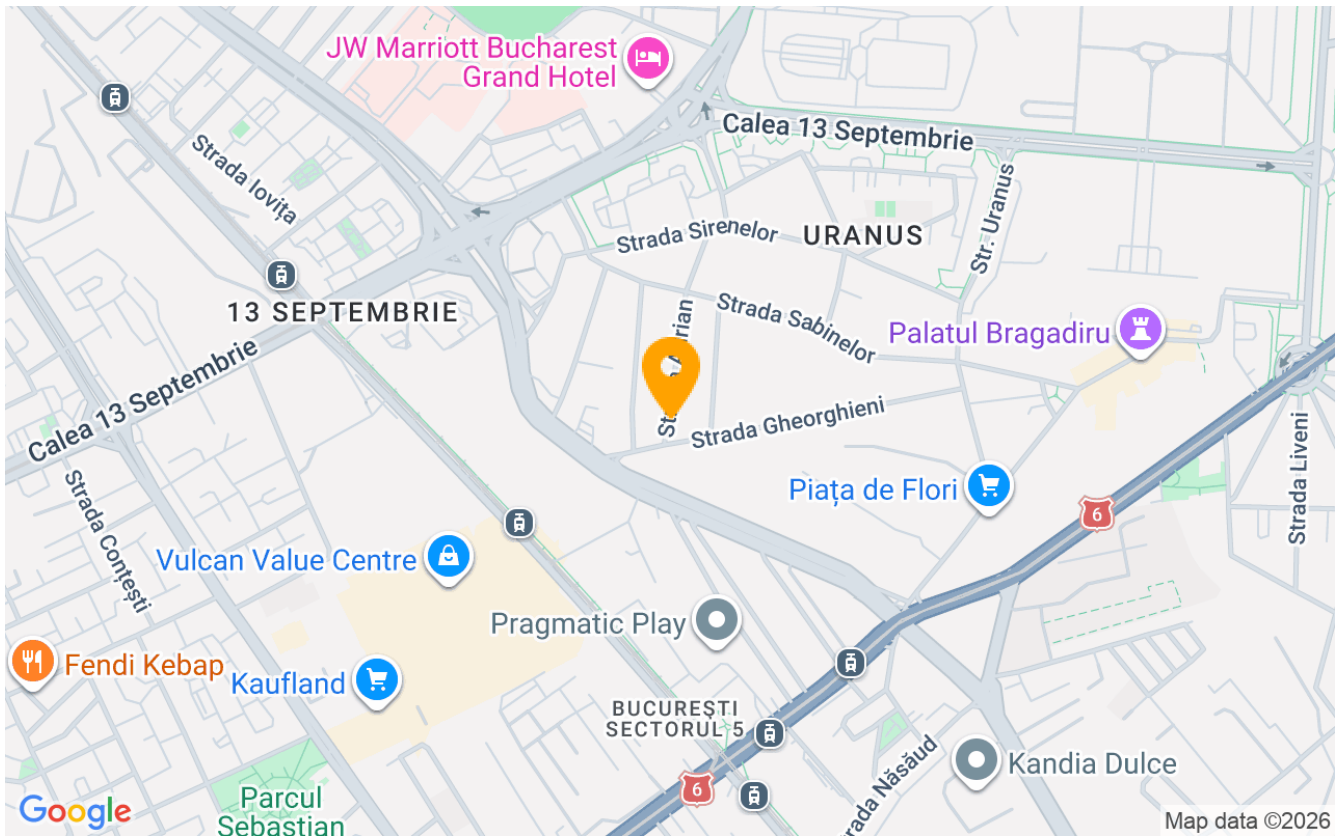 JW Marriott Bucharest
Grand Hotel
Calea 13 Septembrie
Strada Iovița
Strada Sirenelor
URANUS
Str. Uranus
13 SEPTEMBRIE
Strada Sabinelor
Palatul Bragadiru
Calea 13 Septembrie
Strada Gheorghieni
Strada Liveni
Piața de Flori
6
Strada Conțești
Vulcan Value Centre
Pragmatic Play
Fendi Kebap
Kaufland
BUCUREȘTI
SECTORUL 5
6
Strada Năsăud
Kandia Dulce
Parcul
Sebastian
Google
Map data ©2026